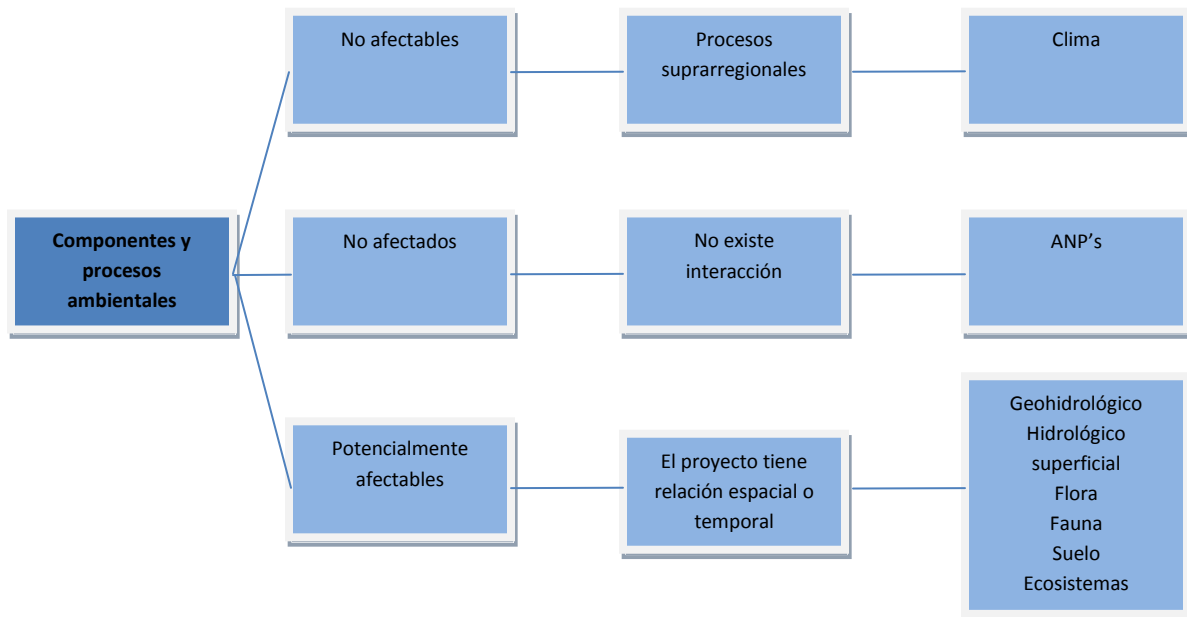 No afectables
Procesos
suprarregionales
Clima
Componentes y
procesos
ambientales
No afectados
No existe
interacción
ANP’s
Potencialmente
afectables
El proyecto tiene
relación espacial o
temporal
Geohidrológico
Hidrológico
superficial
Flora
Fauna
Suelo
Ecosistemas